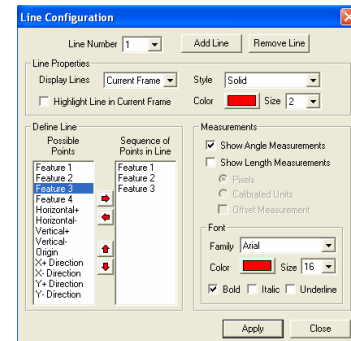 Line Configuration
Line Number 1 Add Line Remove Line
Line Properties
Display Lines Current Frame Style Solid
Highlight Line in Current Frame Color Size 2
Define Line
Possible Points
Sequence of Points in Line
Feature 1
Feature 2
Feature 3
Feature 4
Horizontal+
Horizontal-
Vertical+
Vertical-
Origin
X+ Direction
X- Direction
Y+ Direction
Y- Direction
Feature 1
Feature 2
Feature 3
Measurements
Show Angle Measurements
Show Length Measurements
Pixels
Calibrated Units
Offset Measurement
Font
Family Arial
Color Size 16
Bold Italic Underline
Apply Close